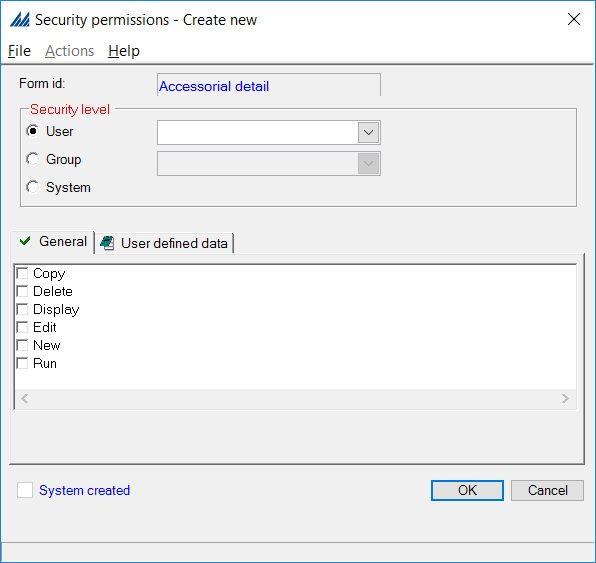 Security permissions - Create new
File Actions Help
Form id: Accessorial detail
Security level
User
Group
System
General User defined data
Copy
Delete
Display
Edit
New
Run
System created OK Cancel